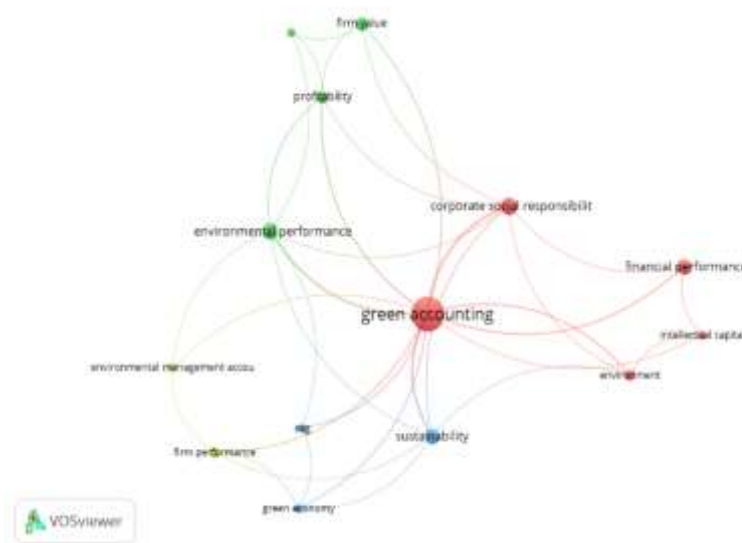 firm value
profitability
corporate social responsibilit
environmental performance
financial performance
green accounting
intellectual capital
environmental management accou
environment
sustainability
firm performance
green economy
VOSviewer